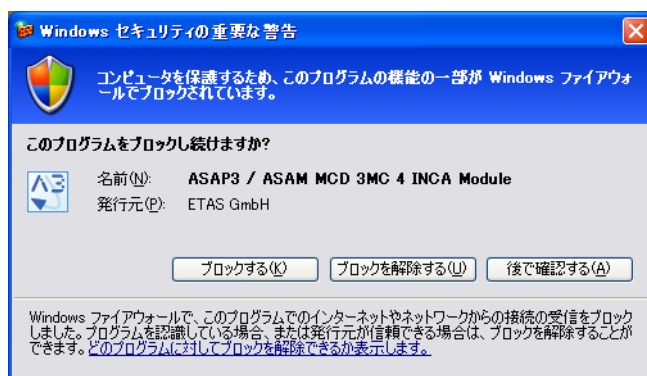 Windows セキュリティの重要な警告
コンピュータを保護するため、このプログラムの機能の一部が Windows ファイアウォ
ールでブロックされています。
このプログラムをブロックし続けますか?
名前(N): ASAP3 / ASAM MCD 3MC 4 INCA Module
発行元(P): ETAS GmbH
ブロックする(K) ブロックを解除する(U) 後で確認する(A)
Windows ファイアウォールで、このプログラムでのインターネットやネットワークからの接続の受信をブロック
しました。プログラムを認識している場合、または発行元が信頼できる場合は、ブロックを解除することが
できます。どのプログラムに対してブロックを解除できるか表示します。